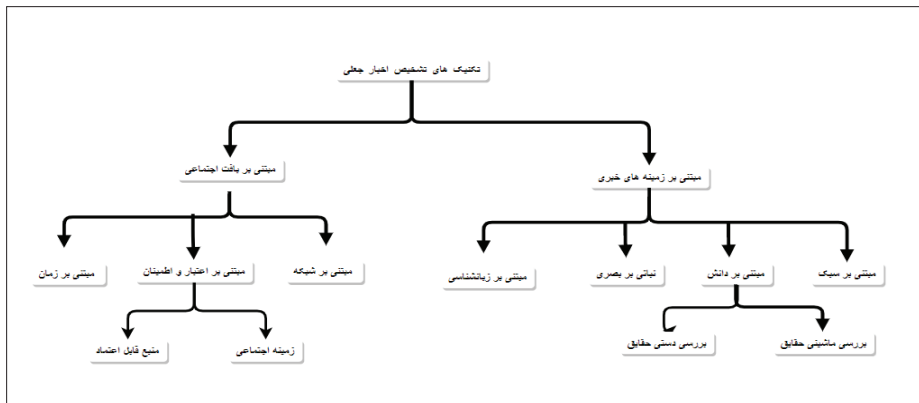 تکنیک های تشخیص اخبار جعلی
مبتنی بر زمینه های خبری
مبتنی بر بافت اجتماعی
مبتنی بر سبک
مبتنی بر دانش
نباتی بر بصری
مبتنی بر زبانشناسی
مبتنی بر شبکه
مبتنی بر اعتبار و اطمینان
مبتنی بر زمان
بررسی ماشینی حقایق
بررسی دستی حقایق
زمینه اجتماعی
منبع قابل اعتماد